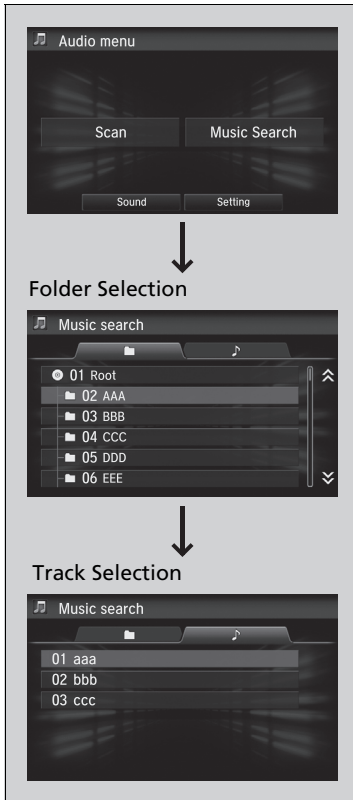 Audio menu
Scan Music Search
Sound Setting
Folder Selection
Music search
01 Root
02 AAA
03 BBB
04 CCC
05 DDD
06 EEE
Track Selection
Music search
01 aaa
02 bbb
03 ccc